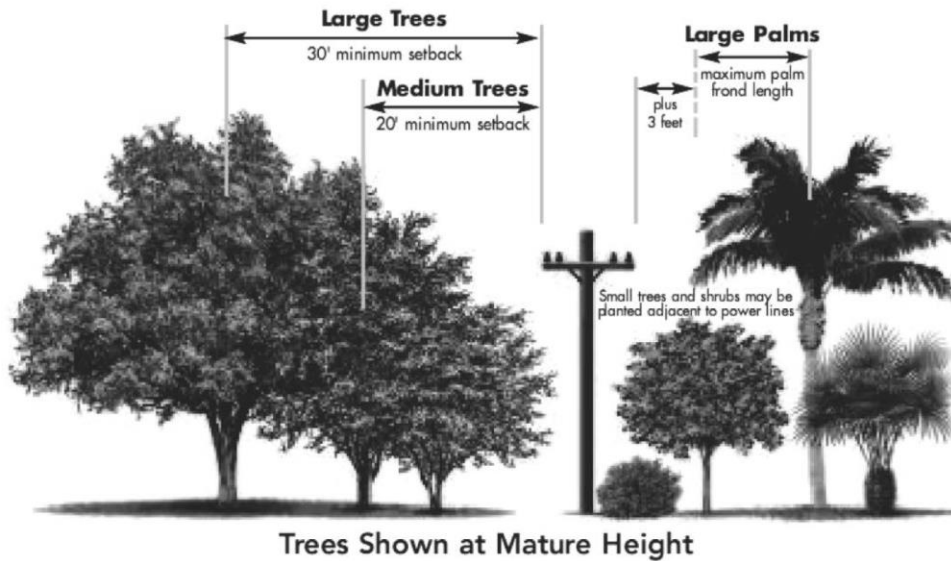 Large Trees
30' minimum setback
Medium Trees
20' minimum setback
Large Palms
maximum palm
frond length
plus
3 feet
Small trees and shrubs may be
planted adjacent to power lines
Trees Shown at Mature Height